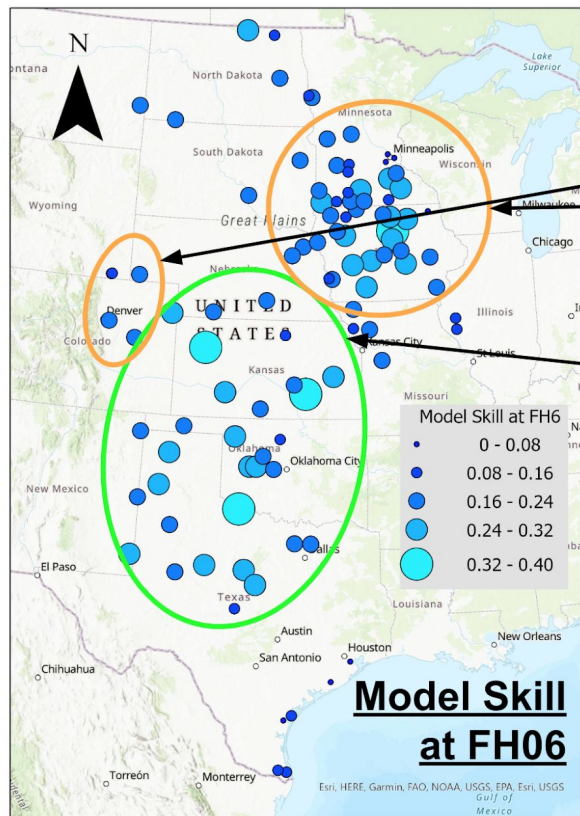 N
ontana
North Dakota
Lake
Superior
Minnesota
Minneapolis
South Dakota
Wisconsin
Wyoming
Great Plains
Milwaukee
Chicago
Denver
UNITED
STATES
Illinois
Colorado
Kansas City
St Louis
Kansas
Missouri
Model Skill at FH6
0 - 0.08
0.08 - 0.16
0.16 - 0.24
0.24 - 0.32
0.32 - 0.40
Oklahoma
Oklahoma City
New Mexico
Dallas
El Paso
Texas
Louisiana
Austin
Houston
New Orleans
San Antonio
Chihuahua
Model Skill
at FH06
Torreón
Monterrey
Esri, HERE, Garmin, FAO, NOAA, USGS, EPA, Esri, USGS
Gulf of
Mexico